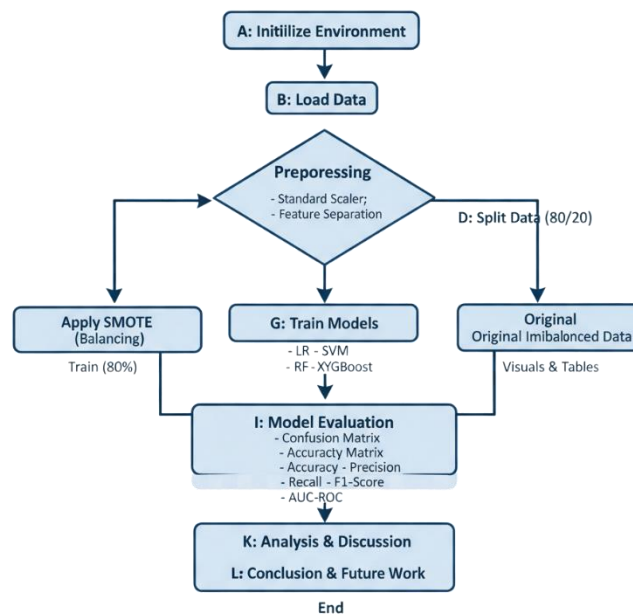 A: Initiilize Environment
B: Load Data
Preporessing
- Standard Scaler;
- Feature Separation
D: Split Data (80/20)
Apply SMOTE
(Balancing)
Train (80%)
G: Train Models
- LR - SVM
- RF - XYGBoost
Original
Original Imibalonced Data
Visuals & Tables
I: Model Evaluation
- Confusion Matrix
- Accuracty Matrix
- Accuracy - Precision
- Recall - F1-Score
- AUC-ROC
K: Analysis & Discussion
L: Conclusion & Future Work
End